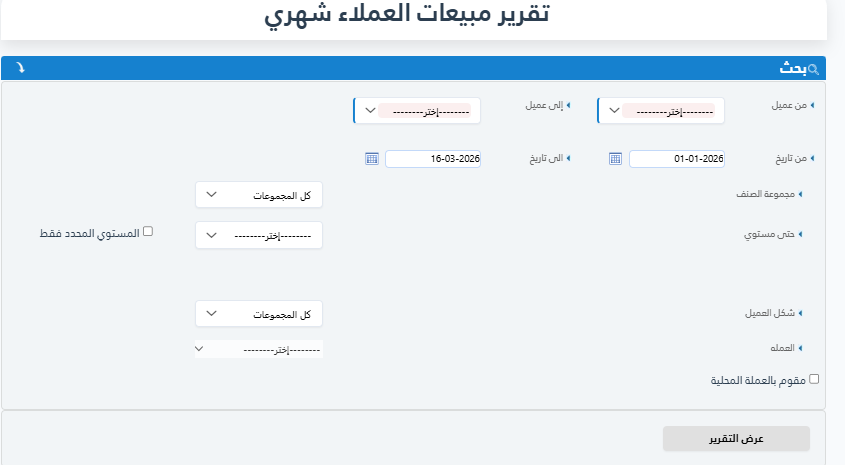 تقرير مبيعات العملاء شهري
بحث
من عميل --------إختر-------- إلى عميل --------إختر--------
من تاريخ 01-01-2026 الى تاريخ 16-03-2026
مجموعة الصنف كل المجموعات
حتى مستوي --------إختر-------- المستوي المحدد فقط
شكل العميل كل المجموعات
العمله --------إختر--------
مقوم بالعملة المحلية
عرض التقرير